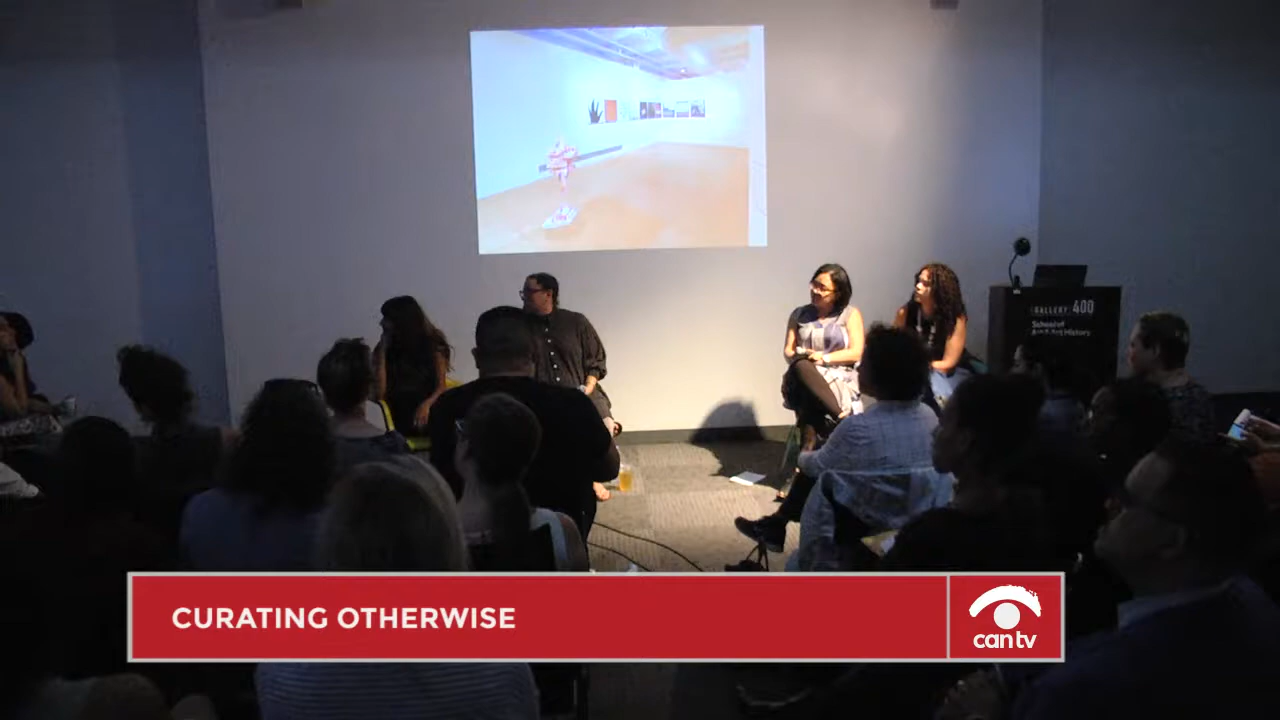 GALLERY 400
School of
Art & Art History
CURATING OTHERWISE
cantv